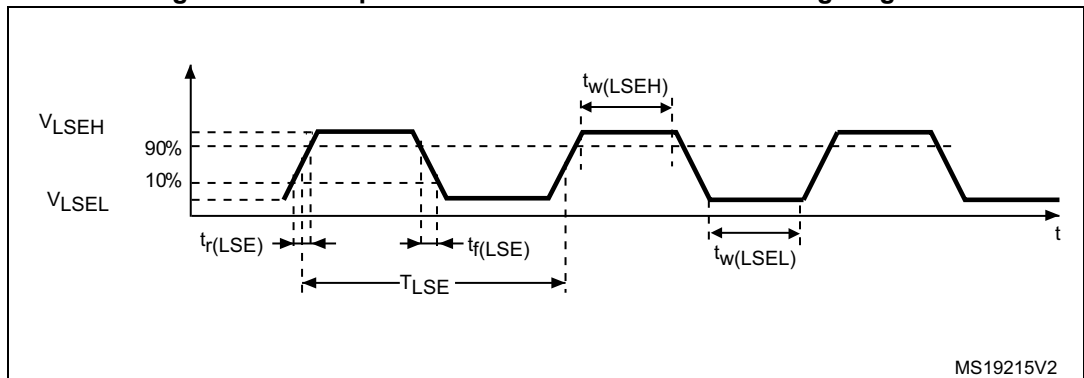 tw(LSEH)
VLSEH
90%
10%
VLSEL
tr(LSE)
tf(LSE)
t
tw(LSEL)
TLSE
MS19215V2